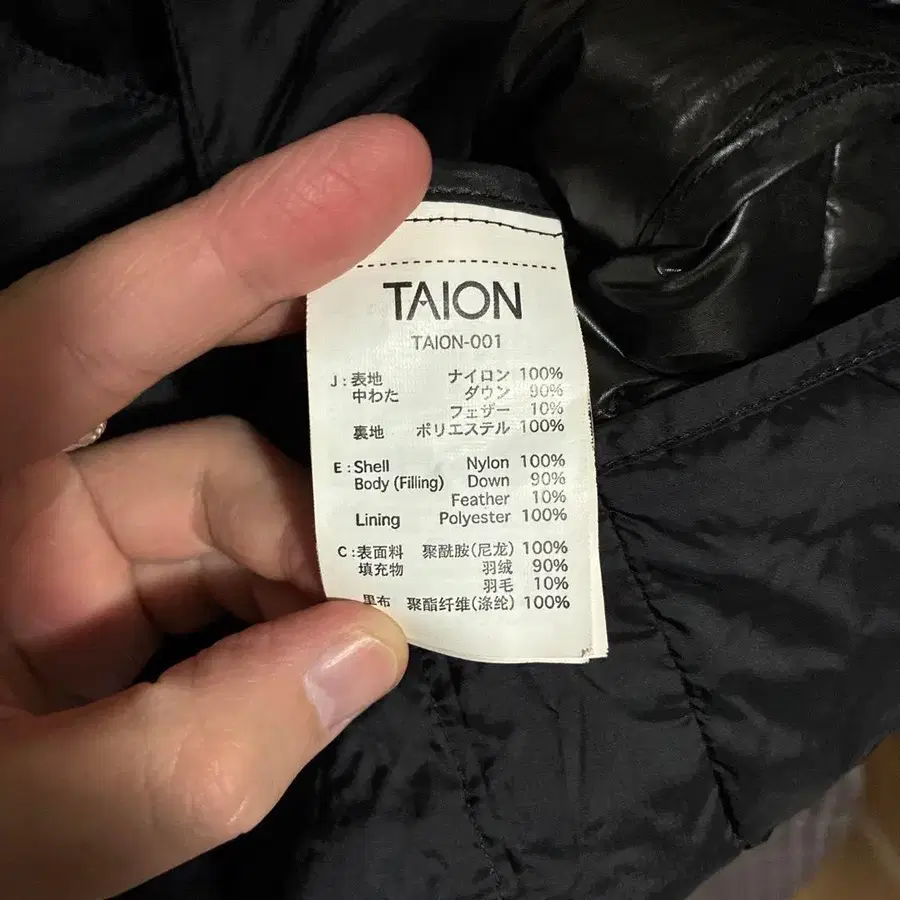 TAION
TAION-001
J : 表地 ナイロン 100%
中わた ダウン 90%
フェザー 10%
裏地 ポリエステル 100%
E : Shell Nylon 100%
Body (Filling) Down 90%
Feather 10%
Lining Polyester 100%
C : 表面料 聚酰胺(尼龙) 100%
填充物 羽绒 90%
羽毛 10%
里布 聚酯纤维(涤纶) 100%